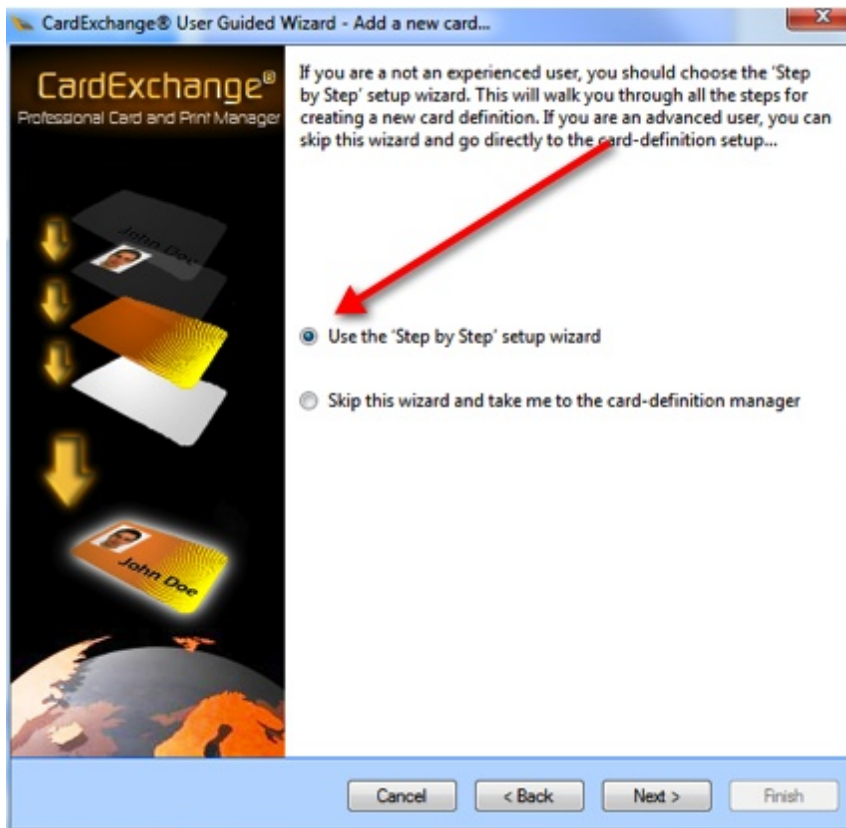 CardExchange® User Guided Wizard - Add a new card...
CardExchange®
Professional Card and Print Manager
If you are a not an experienced user, you should choose the 'Step
by Step' setup wizard. This will walk you through all the steps for
creating a new card definition. If you are an advanced user, you can
skip this wizard and go directly to the card-definition setup...
John Doe
Use the 'Step by Step' setup wizard
Skip this wizard and take me to the card-definition manager
John Doe
Cancel
< Back
Next >
Finish